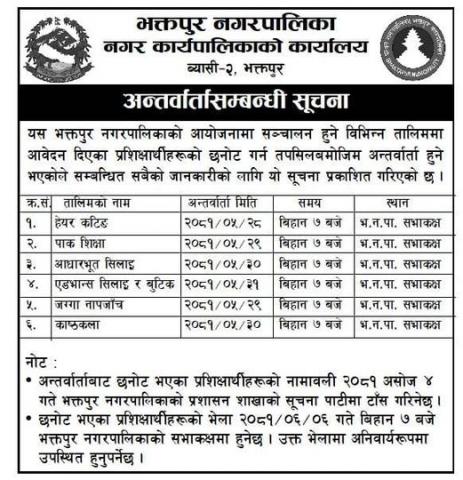 भक्तपुर नगरपालिका
नगर कार्यपालिकाको कार्यालय
ब्यासी-२, भक्तपुर
अन्तर्वार्तासम्बन्धी सूचना
यस भक्तपुर नगरपालिकाको आयोजनामा सञ्चालन हुने विभिन्न तालिममा
आवेदन दिएका प्रशिक्षार्थीहरूको छनोट गर्न तपसिलबमोजिम अन्तर्वार्ता हुने
भएकोले सम्बन्धित सबैको जानकारीको लागि यो सूचना प्रकाशित गरिएको छ ।
क्र.सं. तालिमको नाम अन्तर्वार्ता मिति समय स्थान
१. हेयर कटिङ २०८१/०५/२८ बिहान ७ बजे भ.न.पा. सभाकक्ष
२. पाक शिक्षा २०८१/०५/२९ बिहान ७ बजे भ.न.पा. सभाकक्ष
३. आधारभूत सिलाइ २०८१/०५/३० बिहान ७ बजे भ.न.पा. सभाकक्ष
४. एडभान्स सिलाइ र बुटिक २०८१/०५/३१ बिहान ७ बजे भ.न.पा. सभाकक्ष
५. जग्गा नापजाँच २०८१/०५/२९ बिहान ७ बजे भ.न.पा. सभाकक्ष
६. काष्ठकला २०८१/०५/३० बिहान ७ बजे भ.न.पा. सभाकक्ष
नोट :
• अन्तर्वार्ताबाट छनोट भएका प्रशिक्षार्थीहरूको नामावली २०८१ असोज ४
गते भक्तपुर नगरपालिकाको प्रशासन शाखाको सूचना पाटीमा टाँस गरिनेछ ।
• छनोट भएका प्रशिक्षार्थीहरूको भेला २०८१/०६/०६ गते बिहान ७ बजे
भक्तपुर नगरपालिकाको सभाकक्षमा हुनेछ । उक्त भेलामा अनिवार्यरूपमा
उपस्थित हुनुपर्नेछ ।